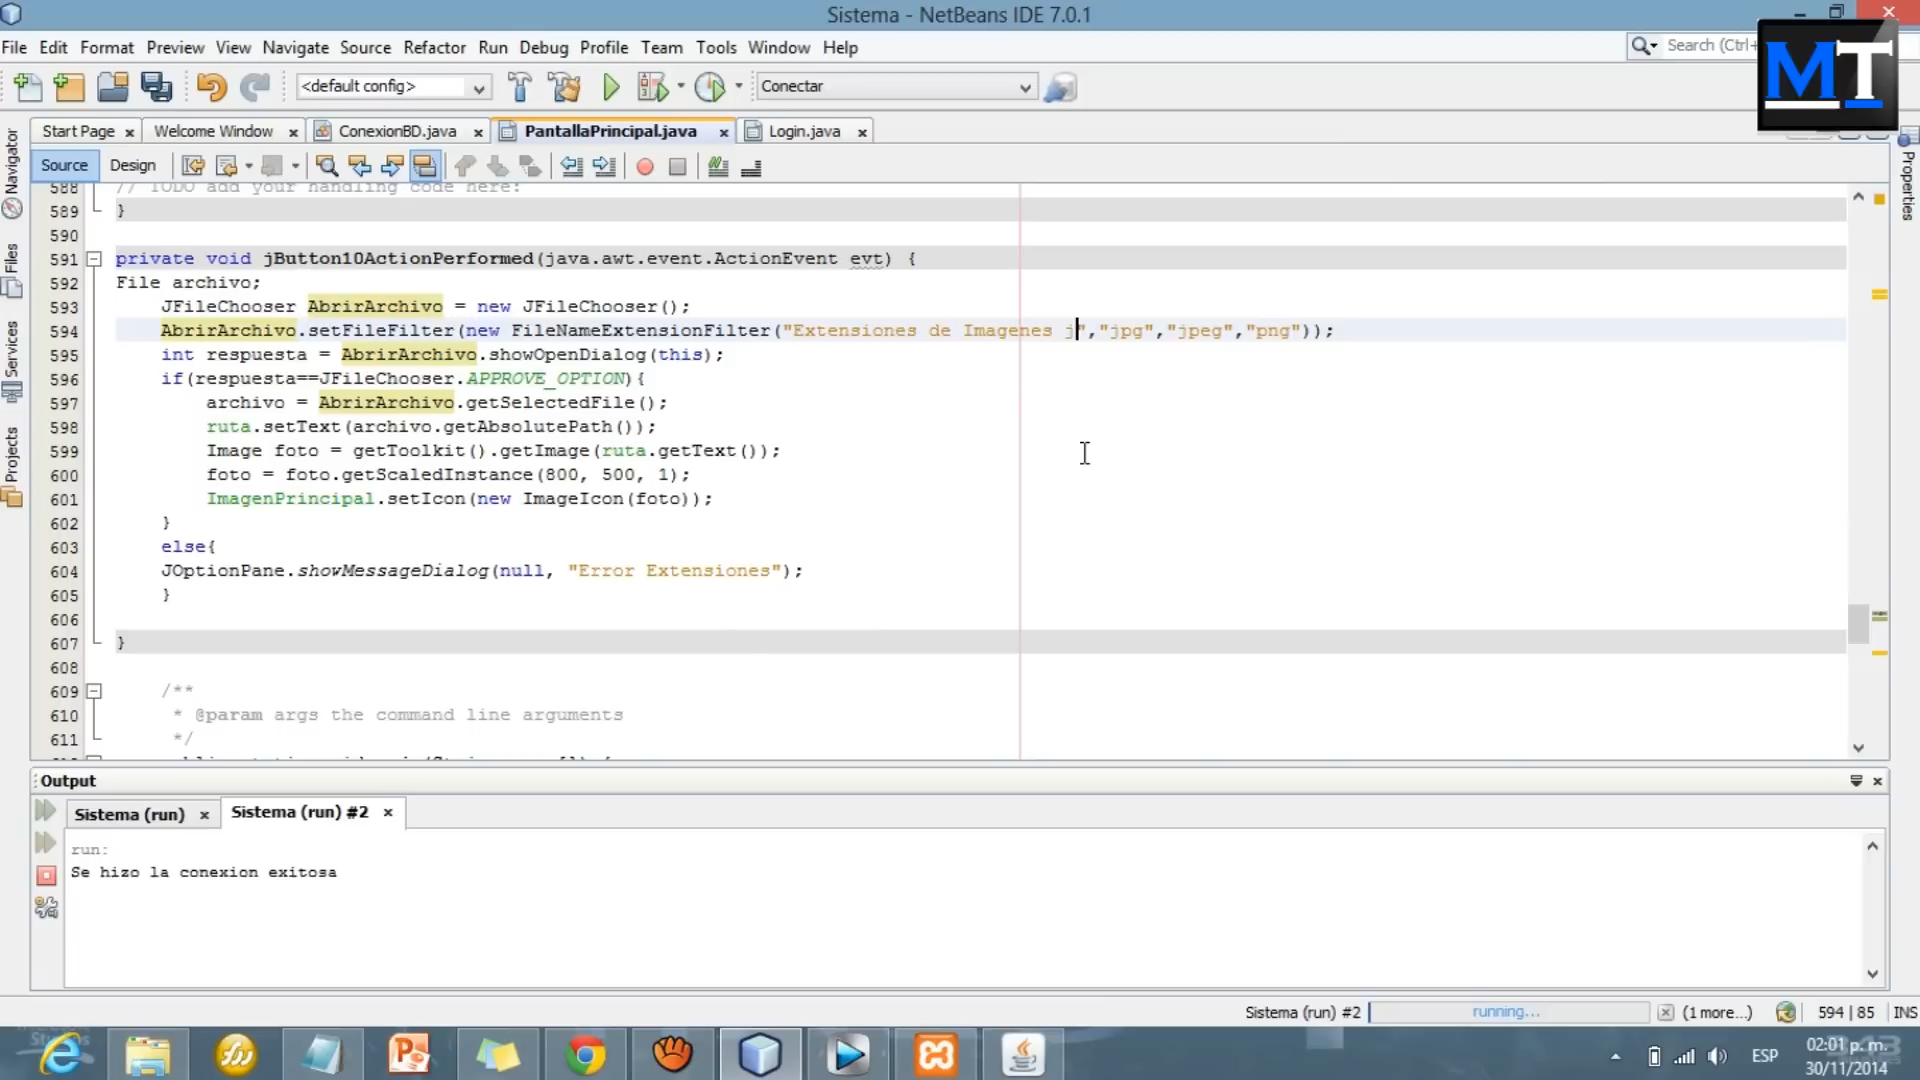 Sistema - NetBeans IDE 7.0.1
File Edit Format Preview View Navigate Source Refactor Run Debug Profile Team Tools Window Help
Search (Ctrl+
MT
<default config>
Conectar
Start Page
Welcome Window
ConexionBD.java
PantallaPrincipal.java
Login.java
Source
Design
Navigator
Files
Services
Projects
Properties
588 // TODO add your handling code here:
589 }
590
591 private void jButton10ActionPerformed(java.awt.event.ActionEvent evt) {
592 File archivo;
593 JFileChooser AbrirArchivo = new JFileChooser();
594 AbrirArchivo.setFileFilter(new FileNameExtensionFilter("Extensiones de Imagenes j","jpg","jpeg","png"));
595 int respuesta = AbrirArchivo.showOpenDialog(this);
596 if(respuesta==JFileChooser.APPROVE_OPTION){
597 archivo = AbrirArchivo.getSelectedFile();
598 ruta.setText(archivo.getAbsolutePath());
599 Image foto = getToolkit().getImage(ruta.getText());
600 foto = foto.getScaledInstance(800, 500, 1);
601 ImagenPrincipal.setIcon(new ImageIcon(foto));
602 }
603 else{
604 JOptionPane.showMessageDialog(null, "Error Extensiones");
605 }
606
607 }
608
609 /**
610 * @param args the command line arguments
611 */
Output
Sistema (run)
Sistema (run) #2
run:
Se hizo la conexion exitosa
Sistema (run) #2
running...
(1 more...)
594 | 85
INS
ESP
02:01 p. m.
30/11/2014